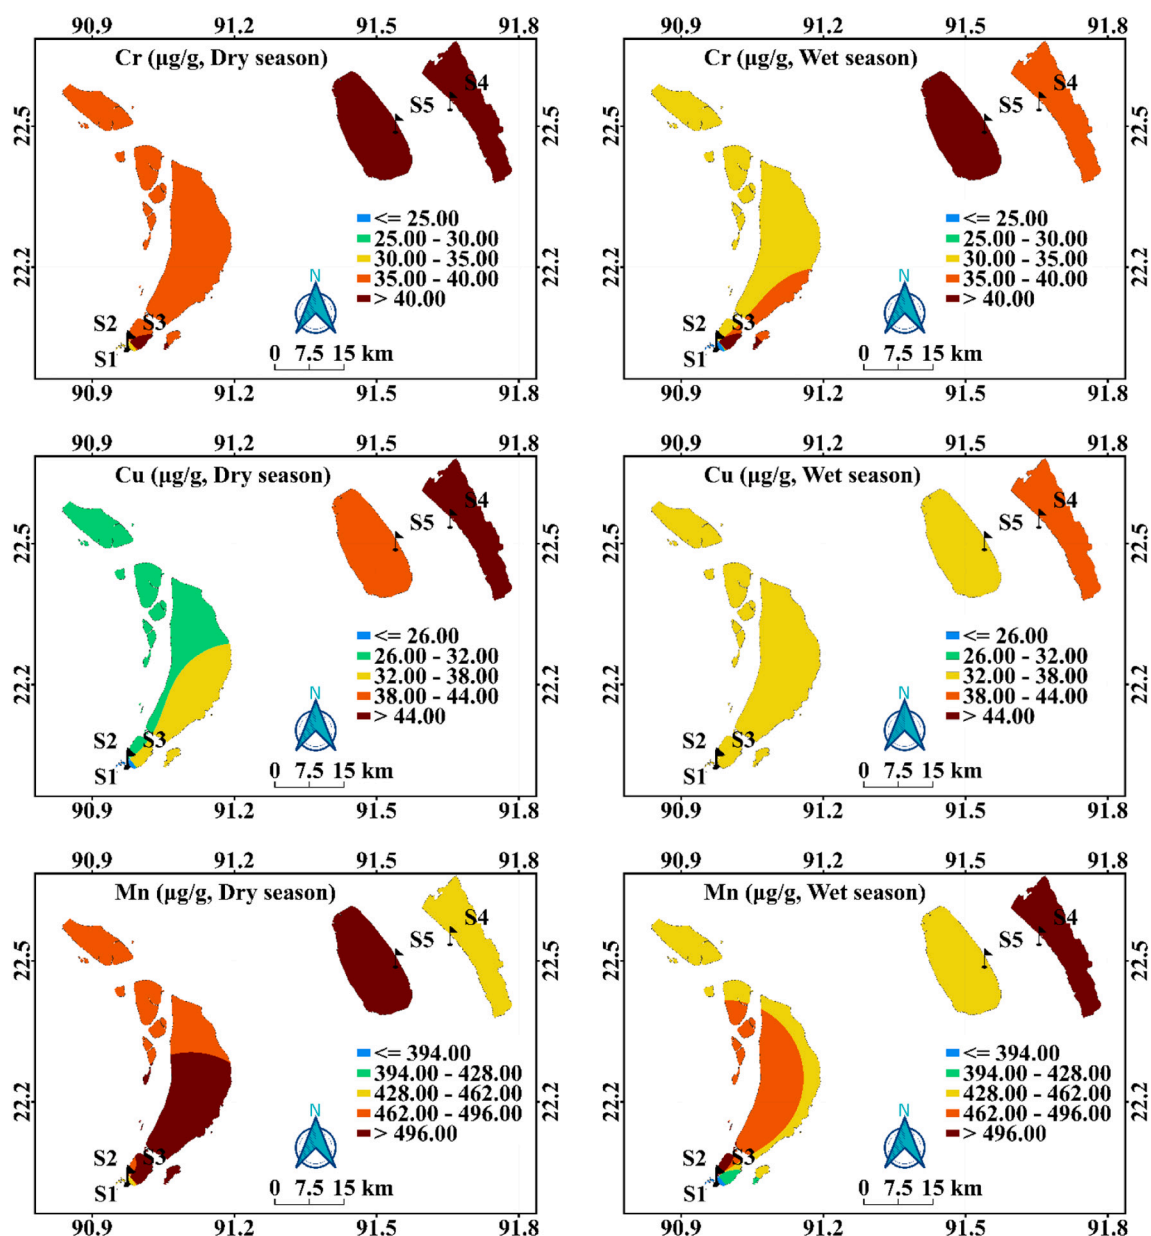 90.9 91.2 91.5 91.8
90.9 91.2 91.5 91.8
Cr (µg/g, Dry season)
S4
S5
22.5
22.2
<= 25.00
25.00 - 30.00
30.00 - 35.00
35.00 - 40.00
> 40.00
N
S2 S3
S1
0 7.5 15 km
Cr (µg/g, Wet season)
S4
S5
22.5
22.5
22.2
22.2
<= 25.00
25.00 - 30.00
30.00 - 35.00
35.00 - 40.00
> 40.00
N
S2 S3
S1
0 7.5 15 km
22.5
22.2
90.9 91.2 91.5 91.8
90.9 91.2 91.5 91.8
90.9 91.2 91.5 91.8
90.9 91.2 91.5 91.8
Cu (µg/g, Dry season)
S4
S5
22.5
22.2
<= 26.00
26.00 - 32.00
32.00 - 38.00
38.00 - 44.00
> 44.00
N
S2 S3
S1
0 7.5 15 km
Cu (µg/g, Wet season)
S4
S5
22.5
22.5
22.2
22.2
<= 26.00
26.00 - 32.00
32.00 - 38.00
38.00 - 44.00
> 44.00
N
S2 S3
S1
0 7.5 15 km
22.5
22.2
90.9 91.2 91.5 91.8
90.9 91.2 91.5 91.8
90.9 91.2 91.5 91.8
90.9 91.2 91.5 91.8
Mn (µg/g, Dry season)
S4
S5
22.5
22.2
<= 394.00
394.00 - 428.00
428.00 - 462.00
462.00 - 496.00
> 496.00
N
S2 S3
S1
0 7.5 15 km
Mn (µg/g, Wet season)
S4
S5
22.5
22.5
22.2
22.2
<= 394.00
394.00 - 428.00
428.00 - 462.00
462.00 - 496.00
> 496.00
N
S2 S3
S1
0 7.5 15 km
22.5
22.2
90.9 91.2 91.5 91.8
90.9 91.2 91.5 91.8